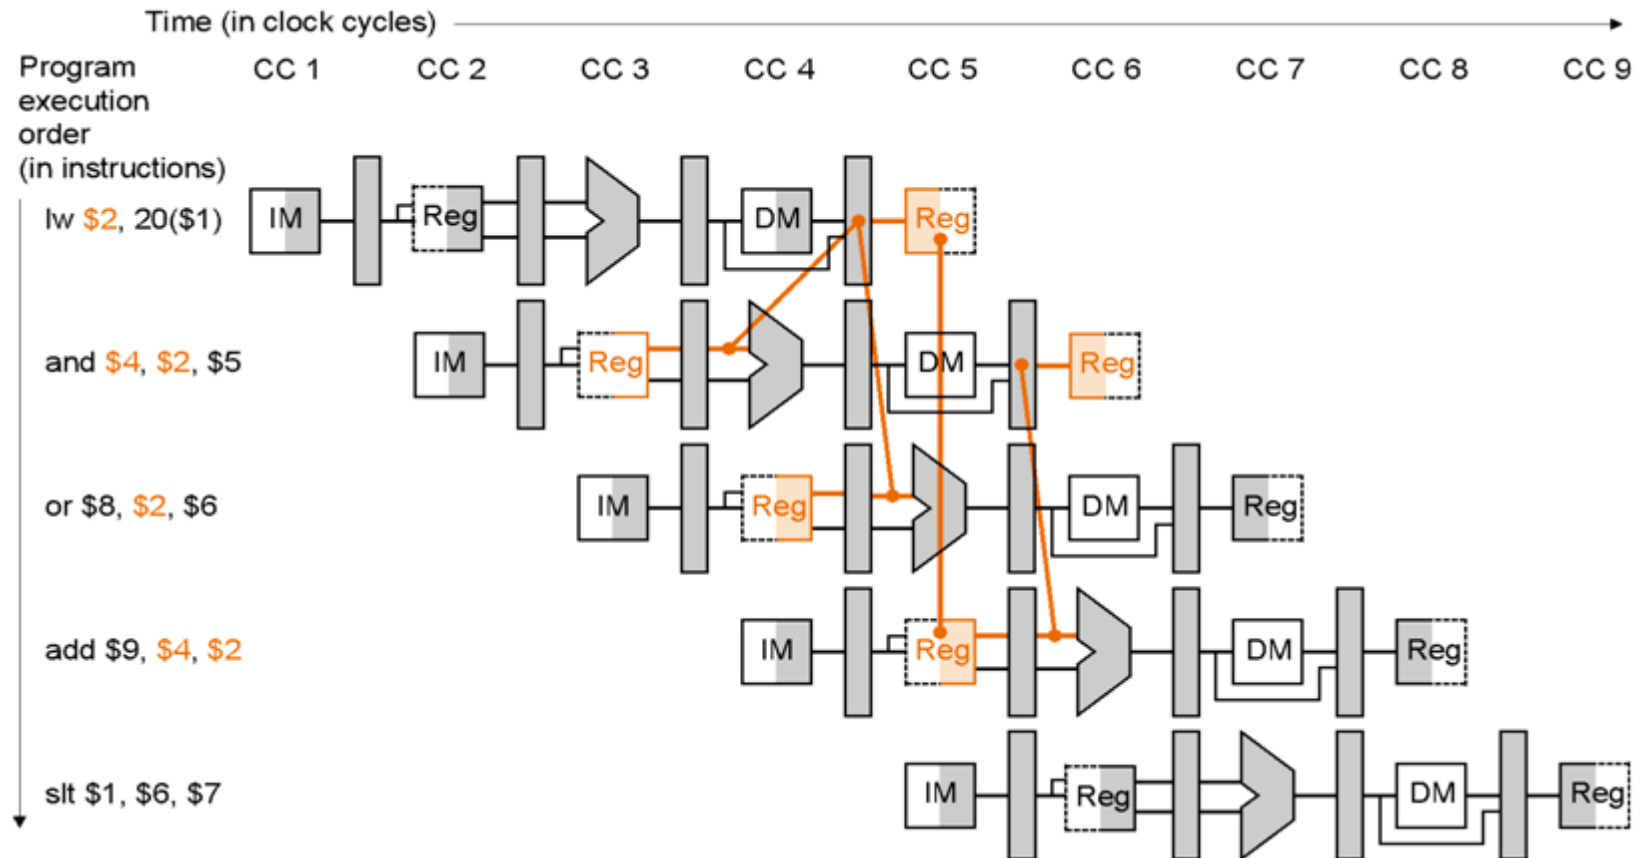 Time (in clock cycles)
Program
execution
order
(in instructions)
CC 1 CC 2 CC 3 CC 4 CC 5 CC 6 CC 7 CC 8 CC 9
lw $2, 20($1) IM Reg DM Reg
and $4, $2, $5 IM Reg DM Reg
or $8, $2, $6 IM Reg DM Reg
add $9, $4, $2 IM Reg DM Reg
slt $1, $6, $7 IM Reg DM Reg